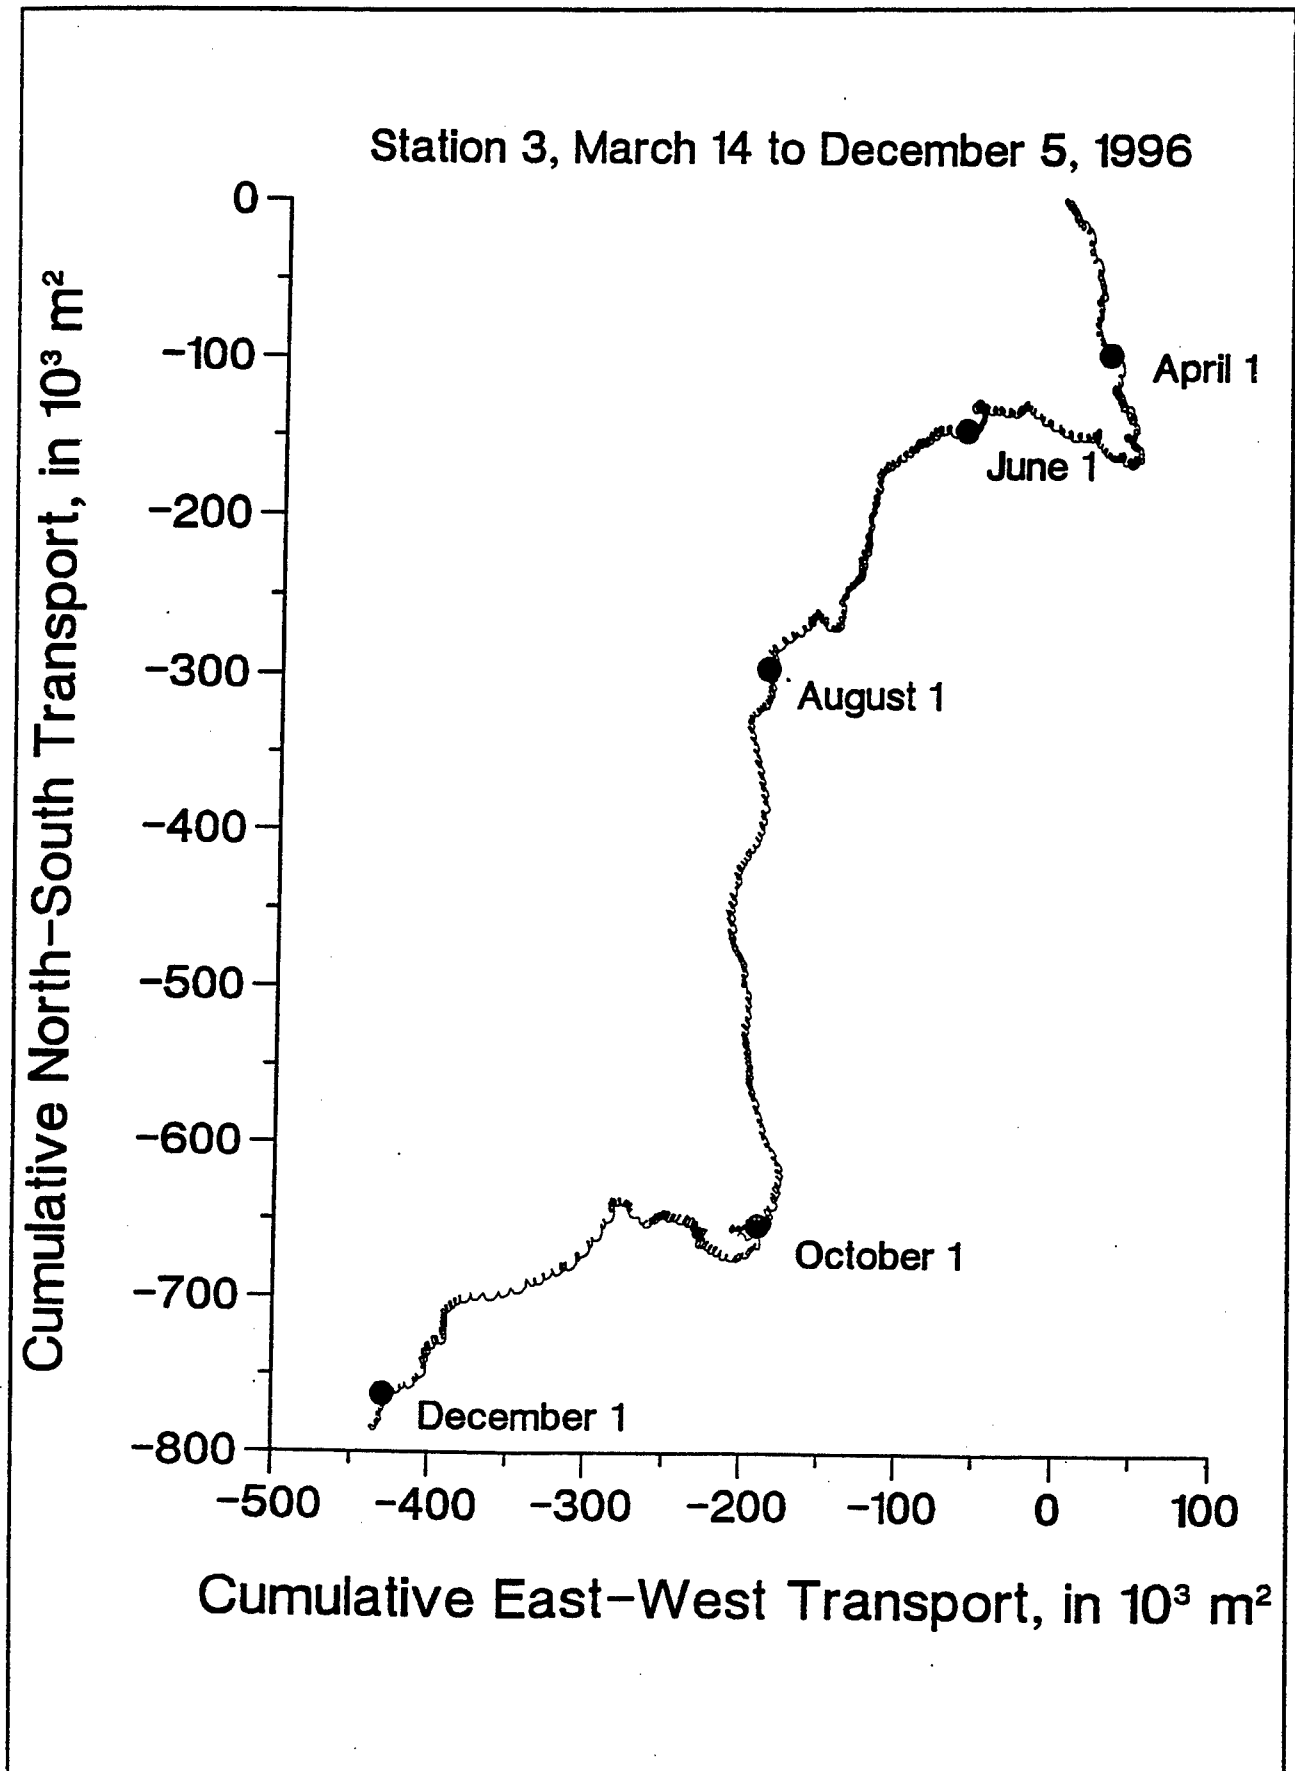 Station 3, March 14 to December 5, 1996
0
−100
−200
−300
−400
−500
−600
−700
−800
Cumulative North−South Transport, in 10³ m²
April 1
June 1
August 1
October 1
December 1
−500 −400 −300 −200 −100 0 100
Cumulative East−West Transport, in 10³ m²